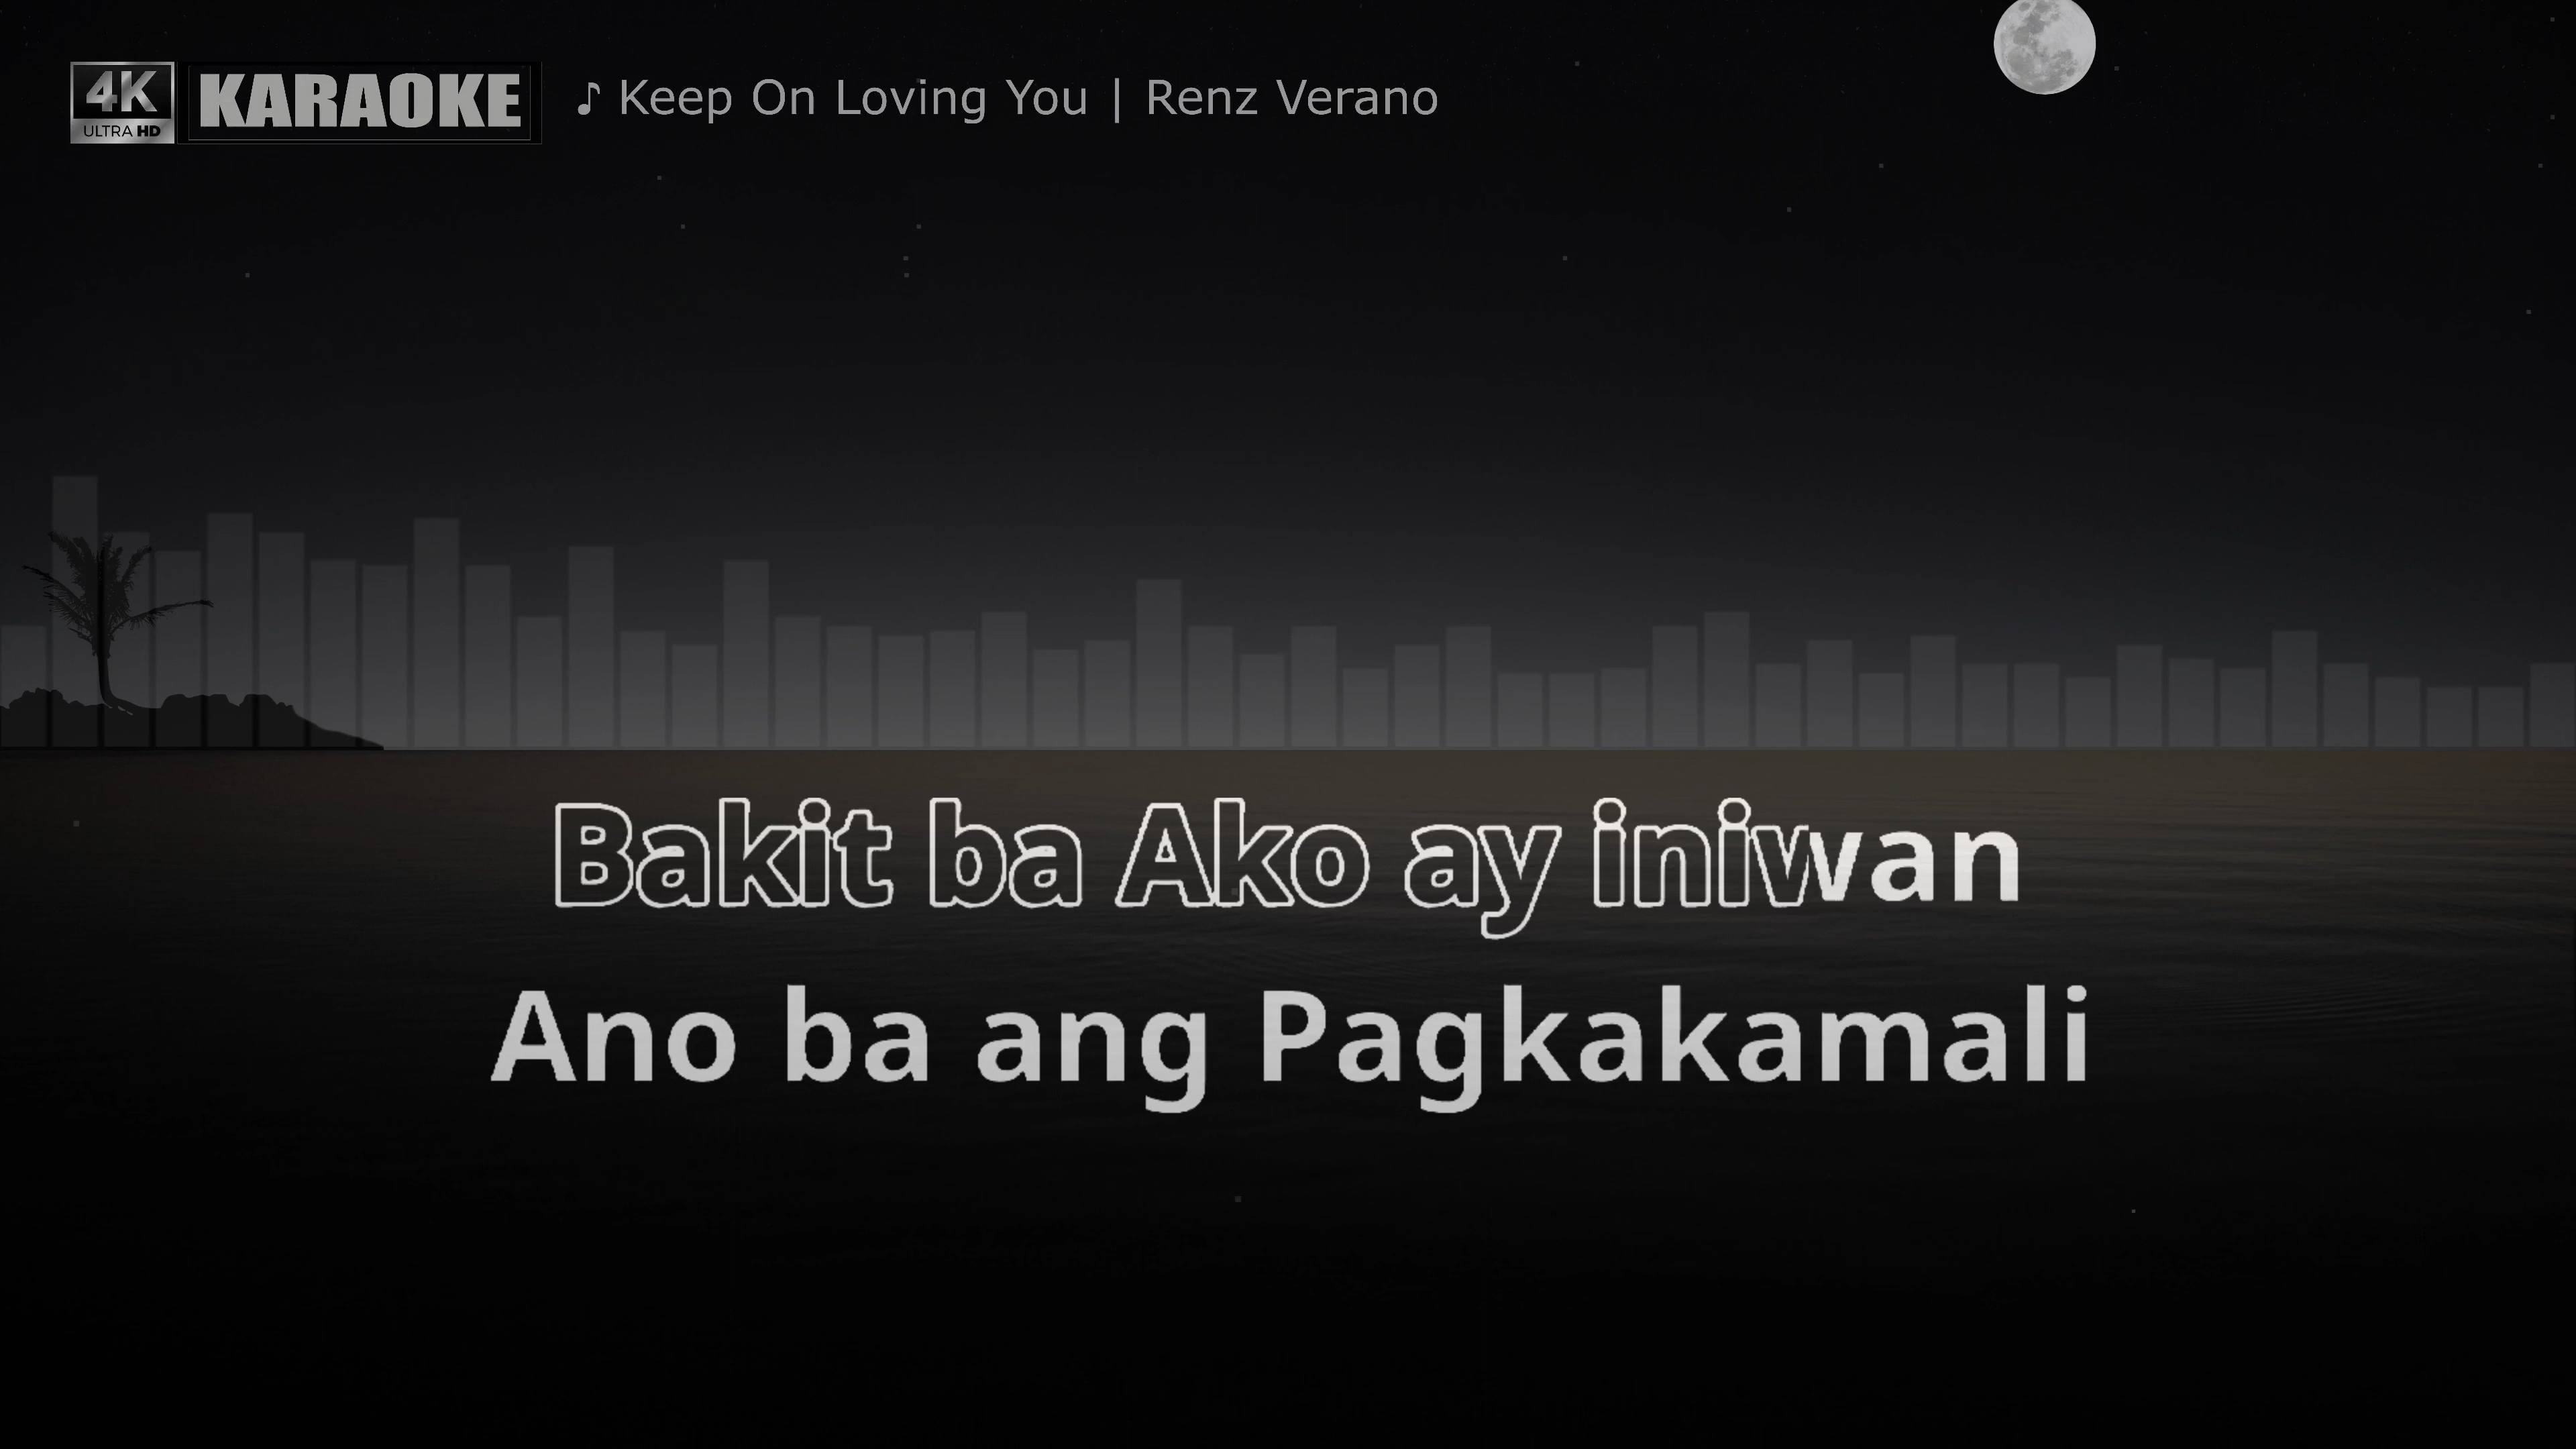 4K
ULTRA HD
KARAOKE
♪ Keep On Loving You | Renz Verano
Bakit ba Ako ay iniwan
Ano ba ang Pagkakamali